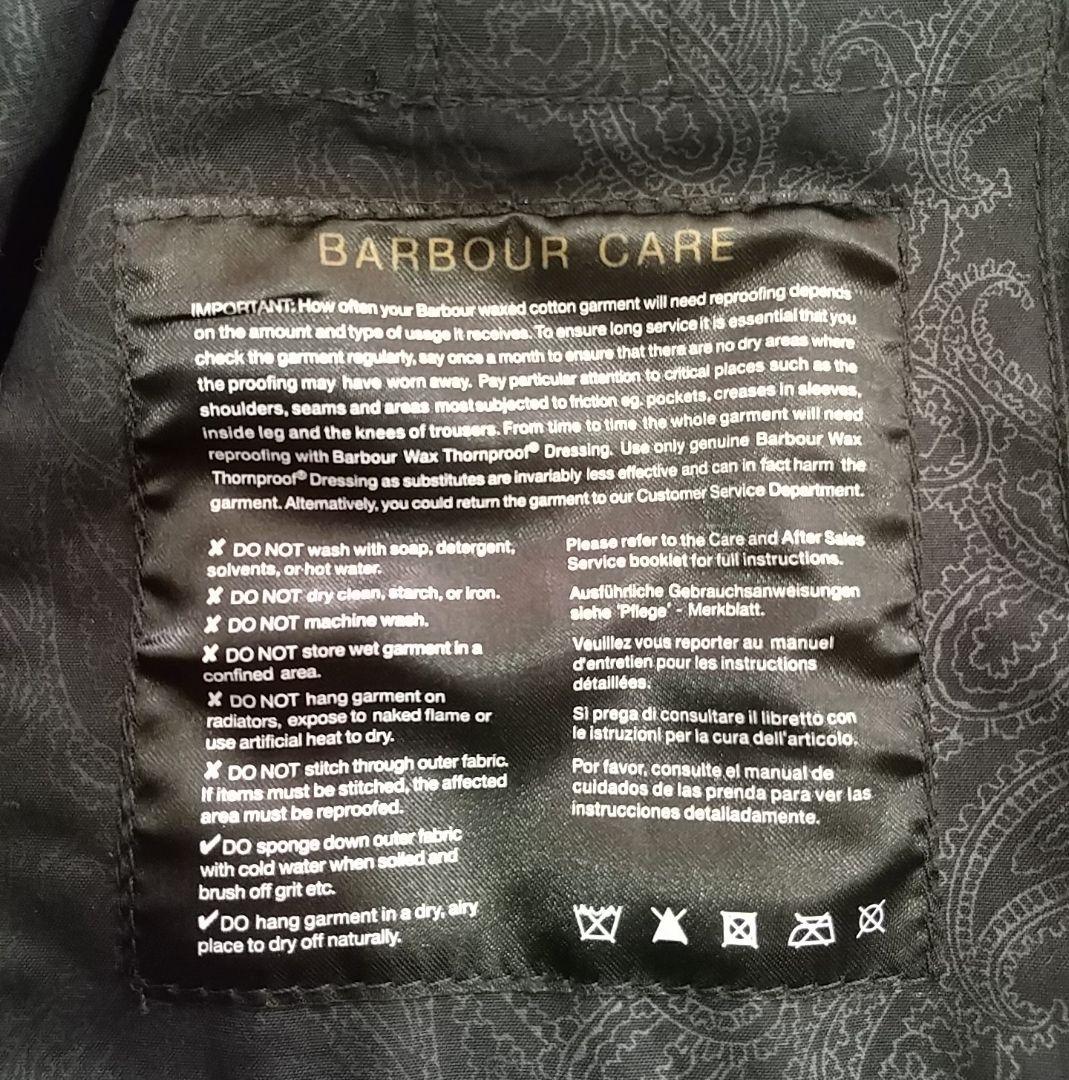 BARBOUR CARE
IMPORTANT: How often your Barbour waxed cotton garment will need reproofing depends
on the amount and type of usage it receives. To ensure long service it is essential that you
check the garment regularly, say once a month to ensure that there are no dry areas where
the proofing may have worn away. Pay particular attention to critical places such as the
shoulders, seams and areas most subjected to friction eg. pockets, creases in sleeves,
inside leg and the knees of trousers. From time to time the whole garment will need
reproofing with Barbour Wax Thornproof® Dressing. Use only genuine Barbour Wax
Thornproof® Dressing as substitutes are invariably less effective and can in fact harm the
garment. Alternatively, you could return the garment to our Customer Service Department.
✘ DO NOT wash with soap, detergent,
solvents, or hot water.
✘ DO NOT dry clean, starch, or iron.
✘ DO NOT machine wash.
✘ DO NOT store wet garment in a
confined area.
✘ DO NOT hang garment on
radiators, expose to naked flame or
use artificial heat to dry.
✘ DO NOT stitch through outer fabric.
If items must be stitched, the affected
area must be reproofed.
✔ DO sponge down outer fabric
with cold water when soiled and
brush off grit etc.
✔ DO hang garment in a dry, airy
place to dry off naturally.
Please refer to the Care and After Sales
Service booklet for full instructions.
Ausführliche Gebrauchsanweisungen
siehe 'Pflege' - Merkblatt.
Veuillez vous reporter au manuel
d'entretien pour les instructions
détaillées.
Si prega di consultare il libretto con
le istruzioni per la cura dell'articolo.
Por favor, consulte el manual de
cuidados de las prenda para ver las
instrucciones detalladamente.